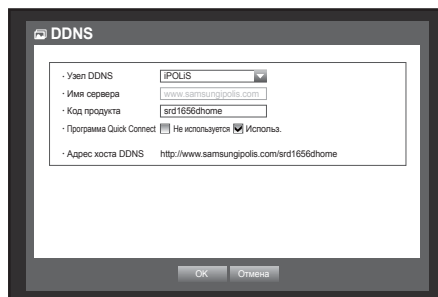 DDNS
· Узел DDNS iPOLiS
· Имя сервера www.samsungipolis.com
· Код продукта srd1656dhome
· Программа Quick Connect Не используется Использ.
· Адрес хоста DDNS http://www.samsungipolis.com/srd1656dhome
OK Отмена